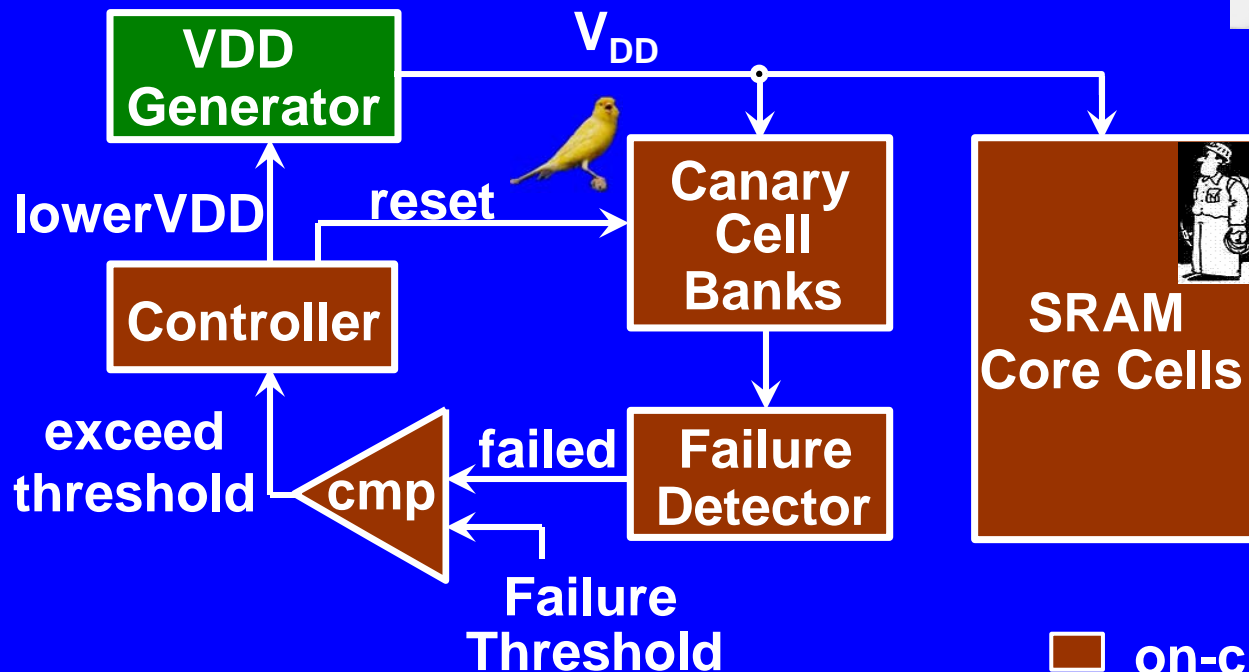 VDD
Generator
VDD
lowerVDD
reset
Canary
Cell
Banks
Controller
SRAM
Core Cells
exceed
threshold
cmp
failed
Failure
Detector
Failure
Threshold
on-c